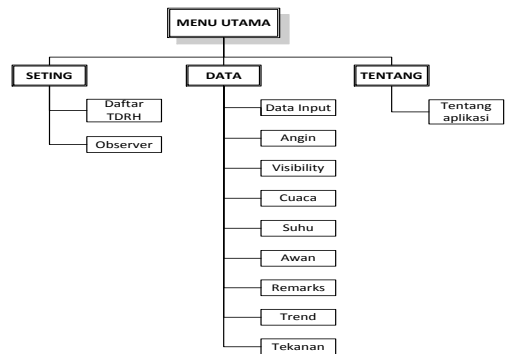 MENU UTAMA
SETING
DATA
TENTANG
Daftar
TDRH
Observer
Data Input
Angin
Visibility
Cuaca
Suhu
Awan
Remarks
Trend
Tekanan
Tentang
aplikasi